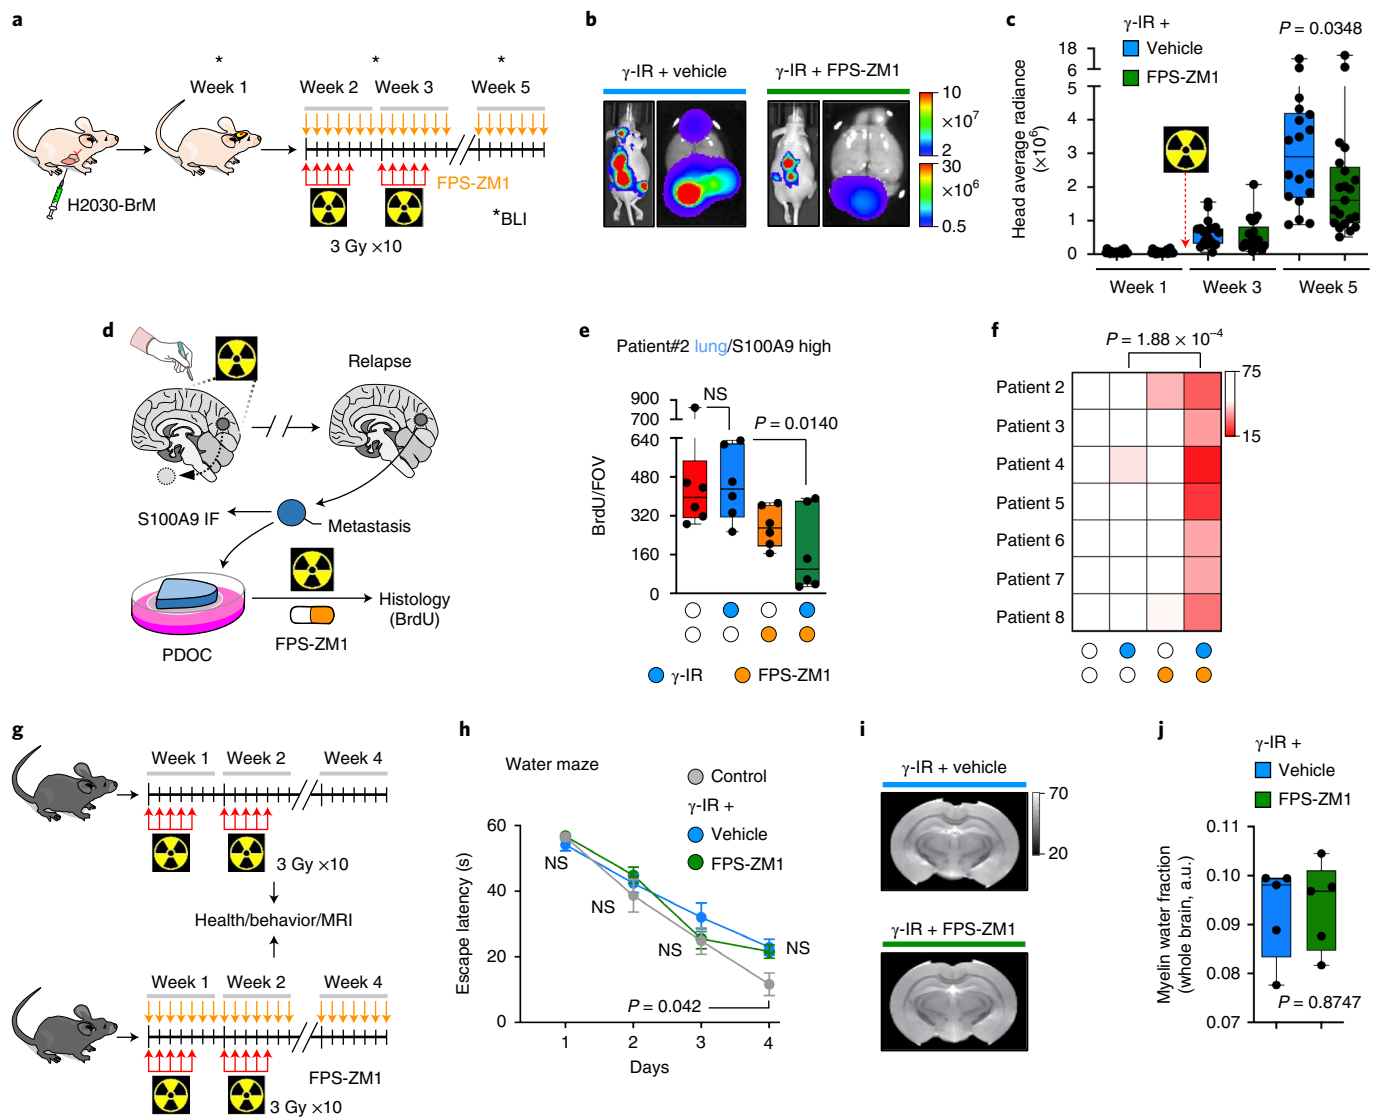 a
*
*
*
Week 1
Week 2
Week 3
Week 5
H2030-BrM
FPS-ZM1
*BLI
3 Gy ×10
b
γ-IR + vehicle
γ-IR + FPS-ZM1
10
×10⁷
2
30
×10⁶
0.5
c
γ-IR +
Vehicle
FPS-ZM1
P = 0.0348
Head average radiance
(×10⁶)
18
6
5
4
3
2
1
0
Week 1
Week 3
Week 5
d
Relapse
S100A9 IF
Metastasis
PDOC
FPS-ZM1
Histology
(BrdU)
e
Patient#2 lung/S100A9 high
NS
P = 0.0140
BrdU/FOV
900
700
640
480
320
160
0
γ-IR
FPS-ZM1
f
P = 1.88 × 10⁻⁴
75
15
Patient 2
Patient 3
Patient 4
Patient 5
Patient 6
Patient 7
Patient 8
g
Week 1
Week 2
Week 4
3 Gy ×10
Health/behavior/MRI
Week 1
Week 2
Week 4
FPS-ZM1
3 Gy ×10
h
Water maze
Control
γ-IR +
Vehicle
FPS-ZM1
Escape latency (s)
60
40
20
0
NS
NS
NS
NS
P = 0.042
1
2
3
4
Days
i
γ-IR + vehicle
70
20
γ-IR + FPS-ZM1
j
γ-IR +
Vehicle
FPS-ZM1
Myelin water fraction
(whole brain, a.u.)
0.11
0.10
0.09
0.08
0.07
P = 0.8747